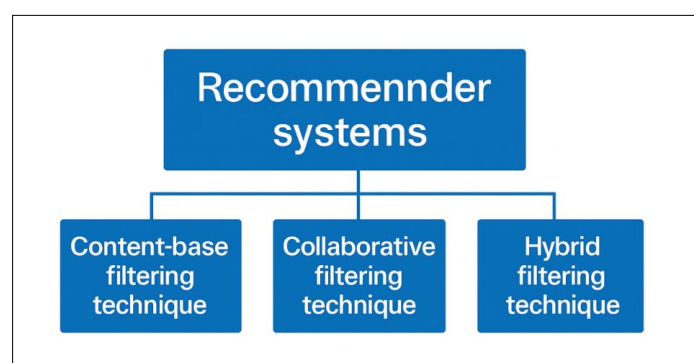 Recommennder
systems
Content-base
filtering
technique
Collaborative
filtering
technique
Hybrid
filtering
technique